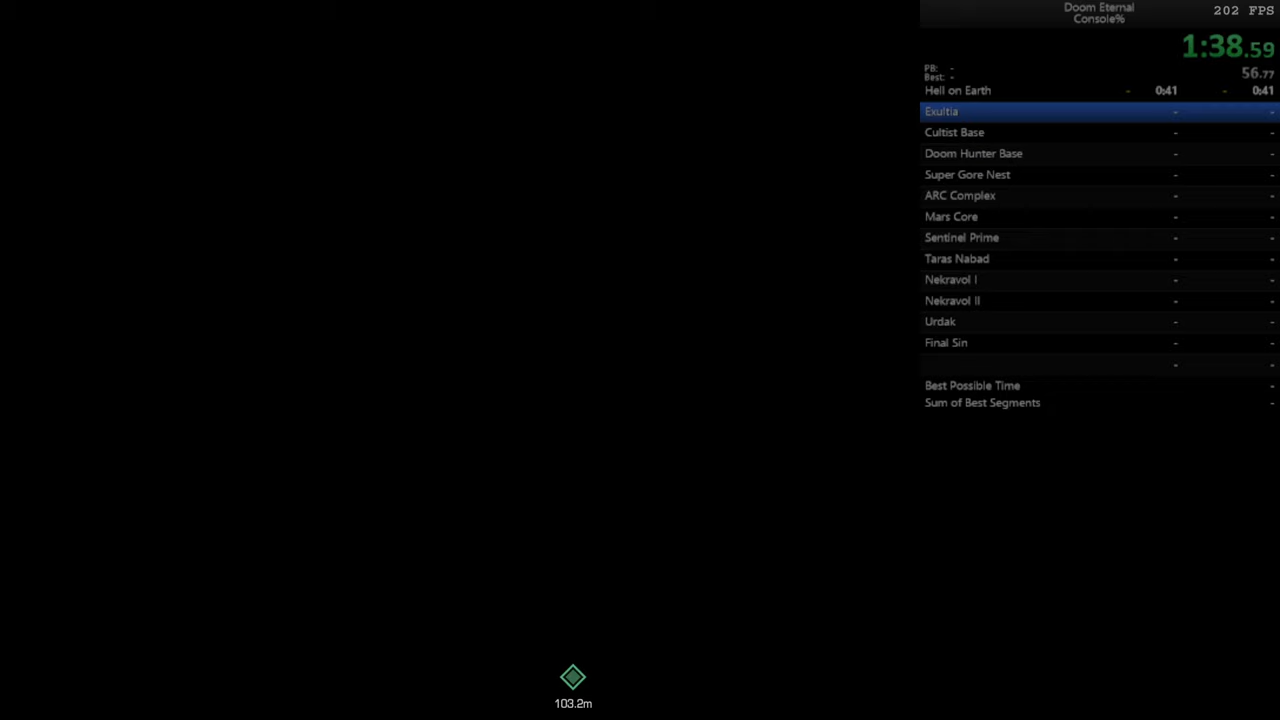 Doom Eternal
Console%
202 FPS
1:38.59
PB: -
56.77
Best: -
Hell on Earth - 0:41 - 0:41
Exultia - -
Cultist Base - -
Doom Hunter Base - -
Super Gore Nest - -
ARC Complex - -
Mars Core - -
Sentinel Prime - -
Taras Nabad - -
Nekravol I - -
Nekravol II - -
Urdak - -
Final Sin - -
- -
Best Possible Time -
Sum of Best Segments -
103.2m